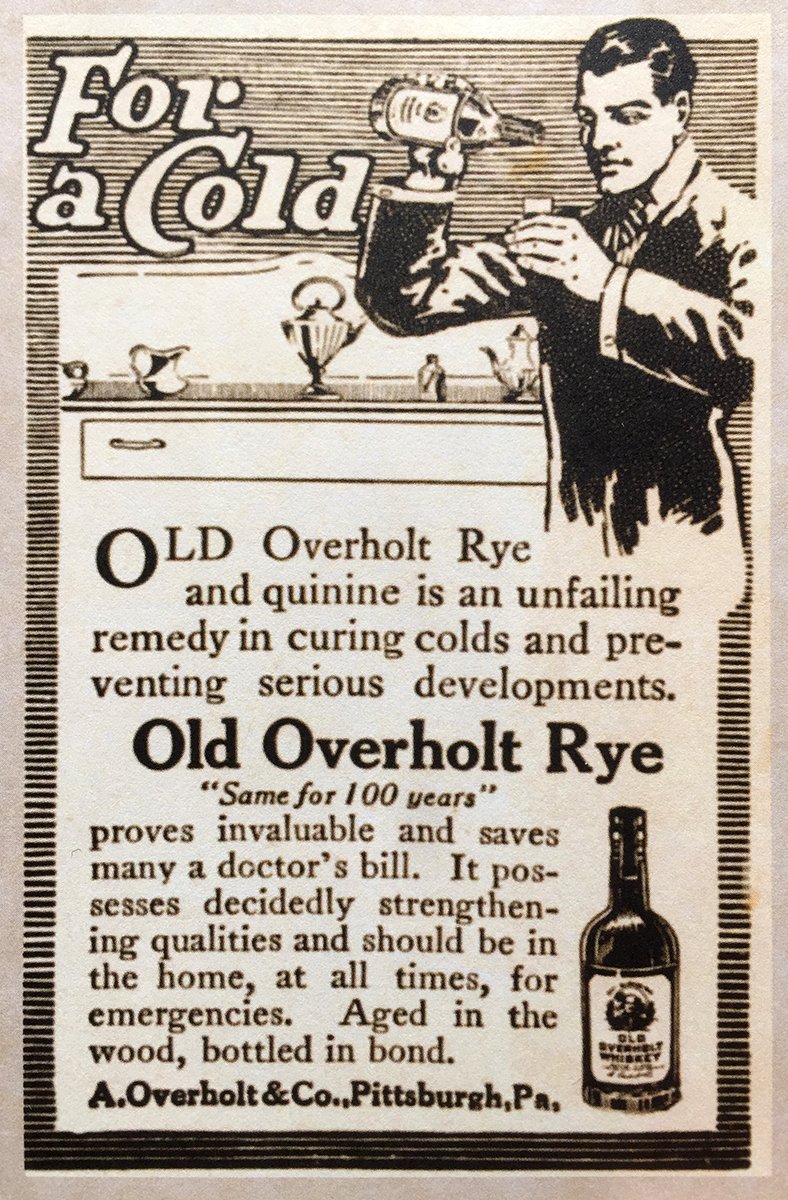 For
a Cold
OLD Overholt Rye
and quinine is an unfailing
remedy in curing colds and pre-
venting serious developments.
Old Overholt Rye
"Same for 100 years"
proves invaluable and saves
many a doctor's bill. It pos-
sesses decidedly strengthen-
ing qualities and should be in
the home, at all times, for
emergencies. Aged in the
wood, bottled in bond.
A. Overholt & Co., Pittsburgh, Pa.
OLD
OVERHOLT
WHISKEY